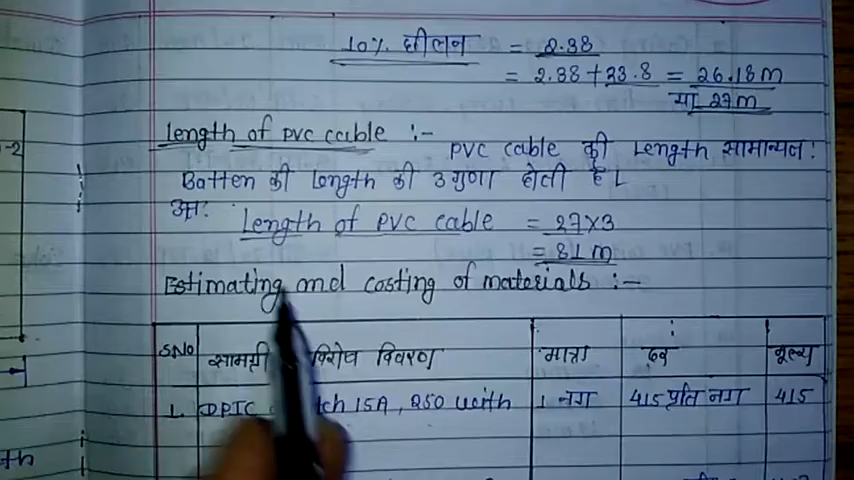 10% छीलन = 2.38
= 2.38+23.8 = 26.18m
या 27m
Length of PVC cable :-
PVC cable की Length सामान्यत:
Batten की Length की 3 गुणा होती है।
अत:
Length of PVC cable = 27×3
= 81 m
Estimating and costing of materials :-
S.NO सामग्री विशेष विवरण मात्रा दर मूल्य
1. DPIC 15A, 250 with 1 नग 415 प्रति नग 415